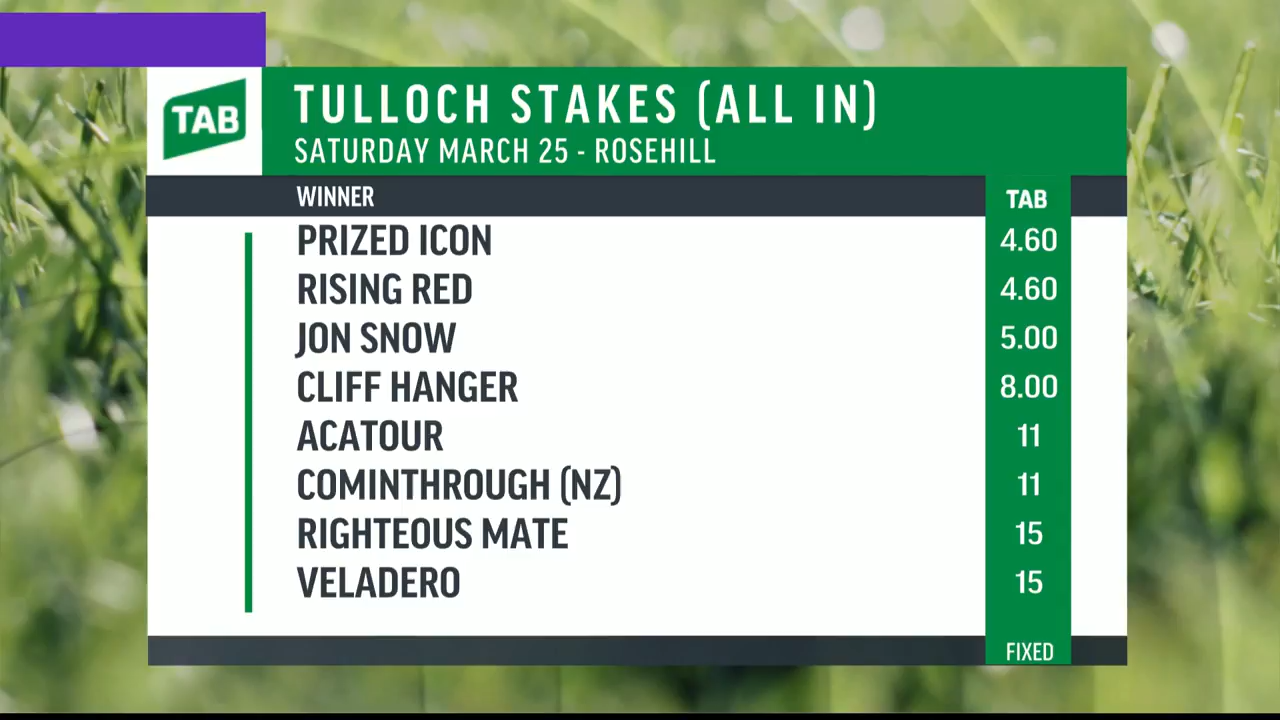 TAB
TULLOCH STAKES (ALL IN)
SATURDAY MARCH 25 - ROSEHILL
WINNER TAB
PRIZED ICON 4.60
RISING RED 4.60
JON SNOW 5.00
CLIFF HANGER 8.00
ACATOUR 11
COMINTHROUGH (NZ) 11
RIGHTEOUS MATE 15
VELADERO 15
FIXED